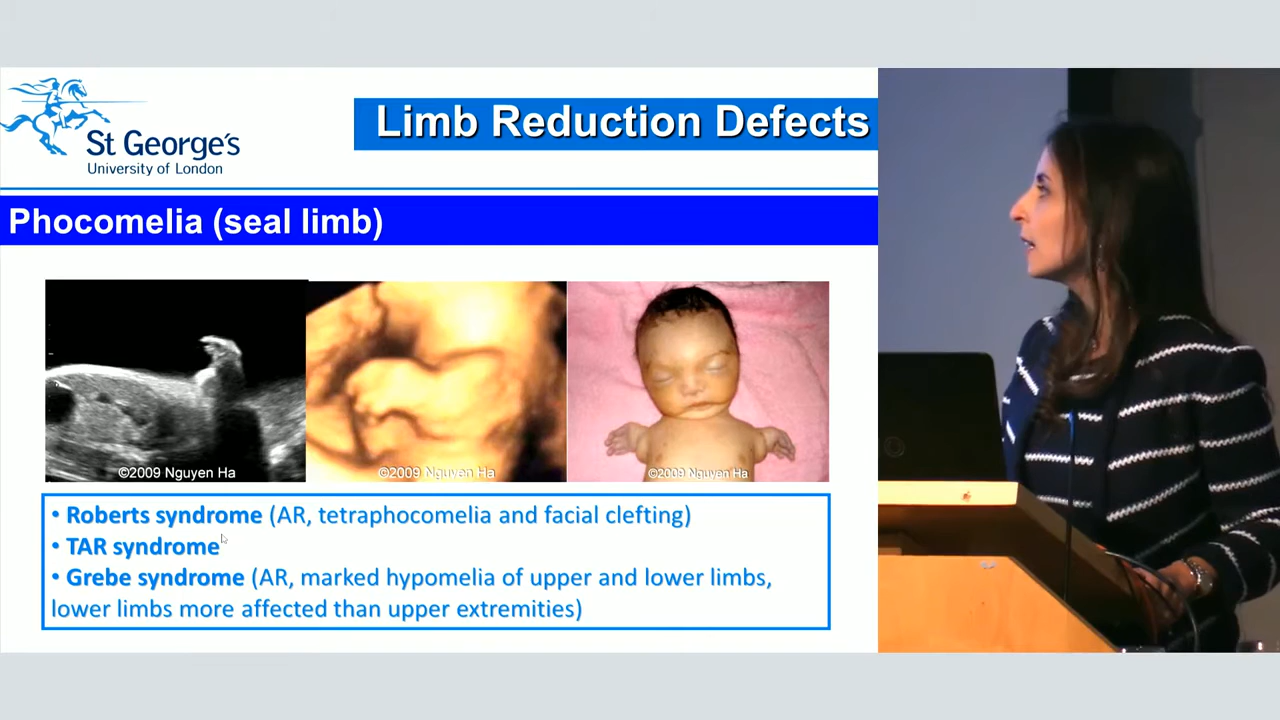 St George's
University of London
Limb Reduction Defects
Phocomelia (seal limb)
©2009 Nguyen Ha
©2009 Nguyen Ha
©2009 Nguyen Ha
• Roberts syndrome (AR, tetraphocomelia and facial clefting)
• TAR syndrome
• Grebe syndrome (AR, marked hypomelia of upper and lower limbs,
lower limbs more affected than upper extremities)